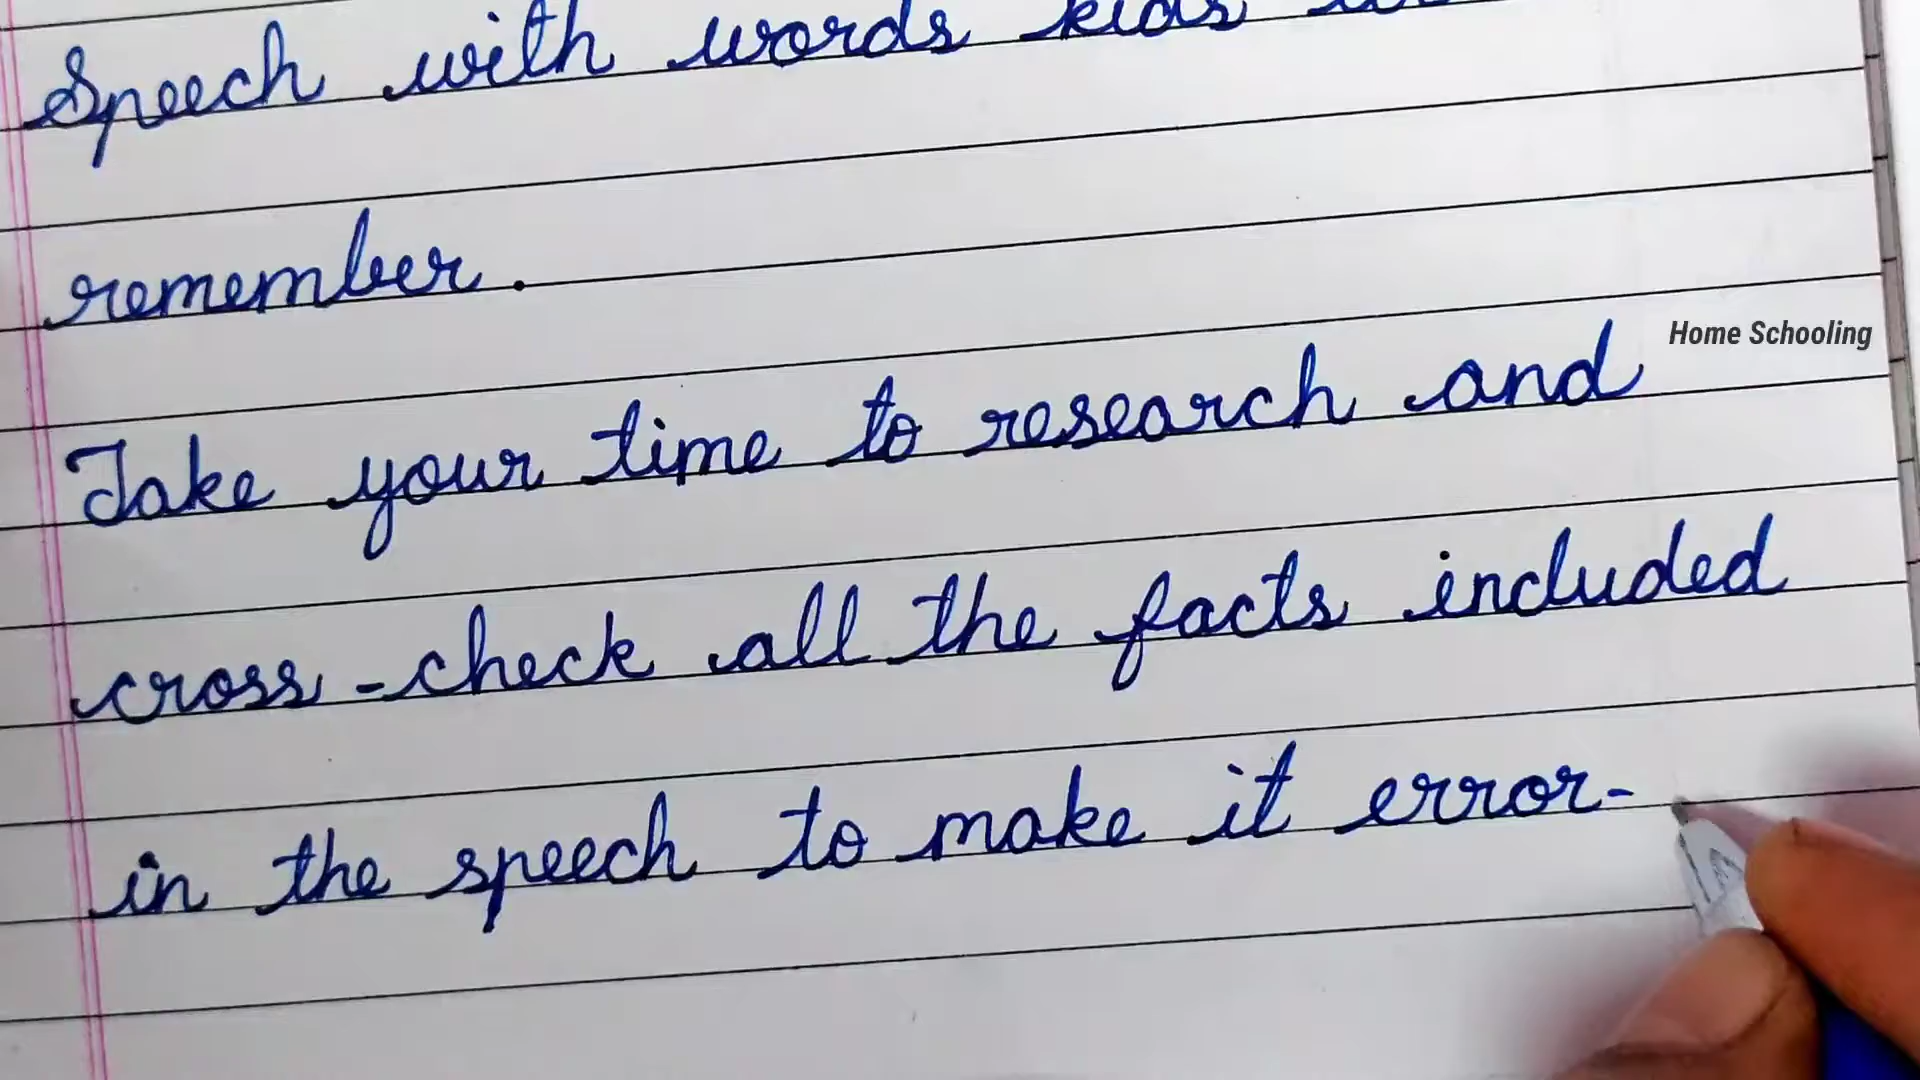 Speech with words kids
remember.
Home Schooling
Take your time to research and
cross-check all the facts included
in the speech to make it error-